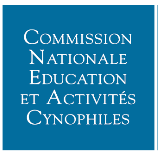 Commission
Nationale
Education
et Activités
Cynophiles